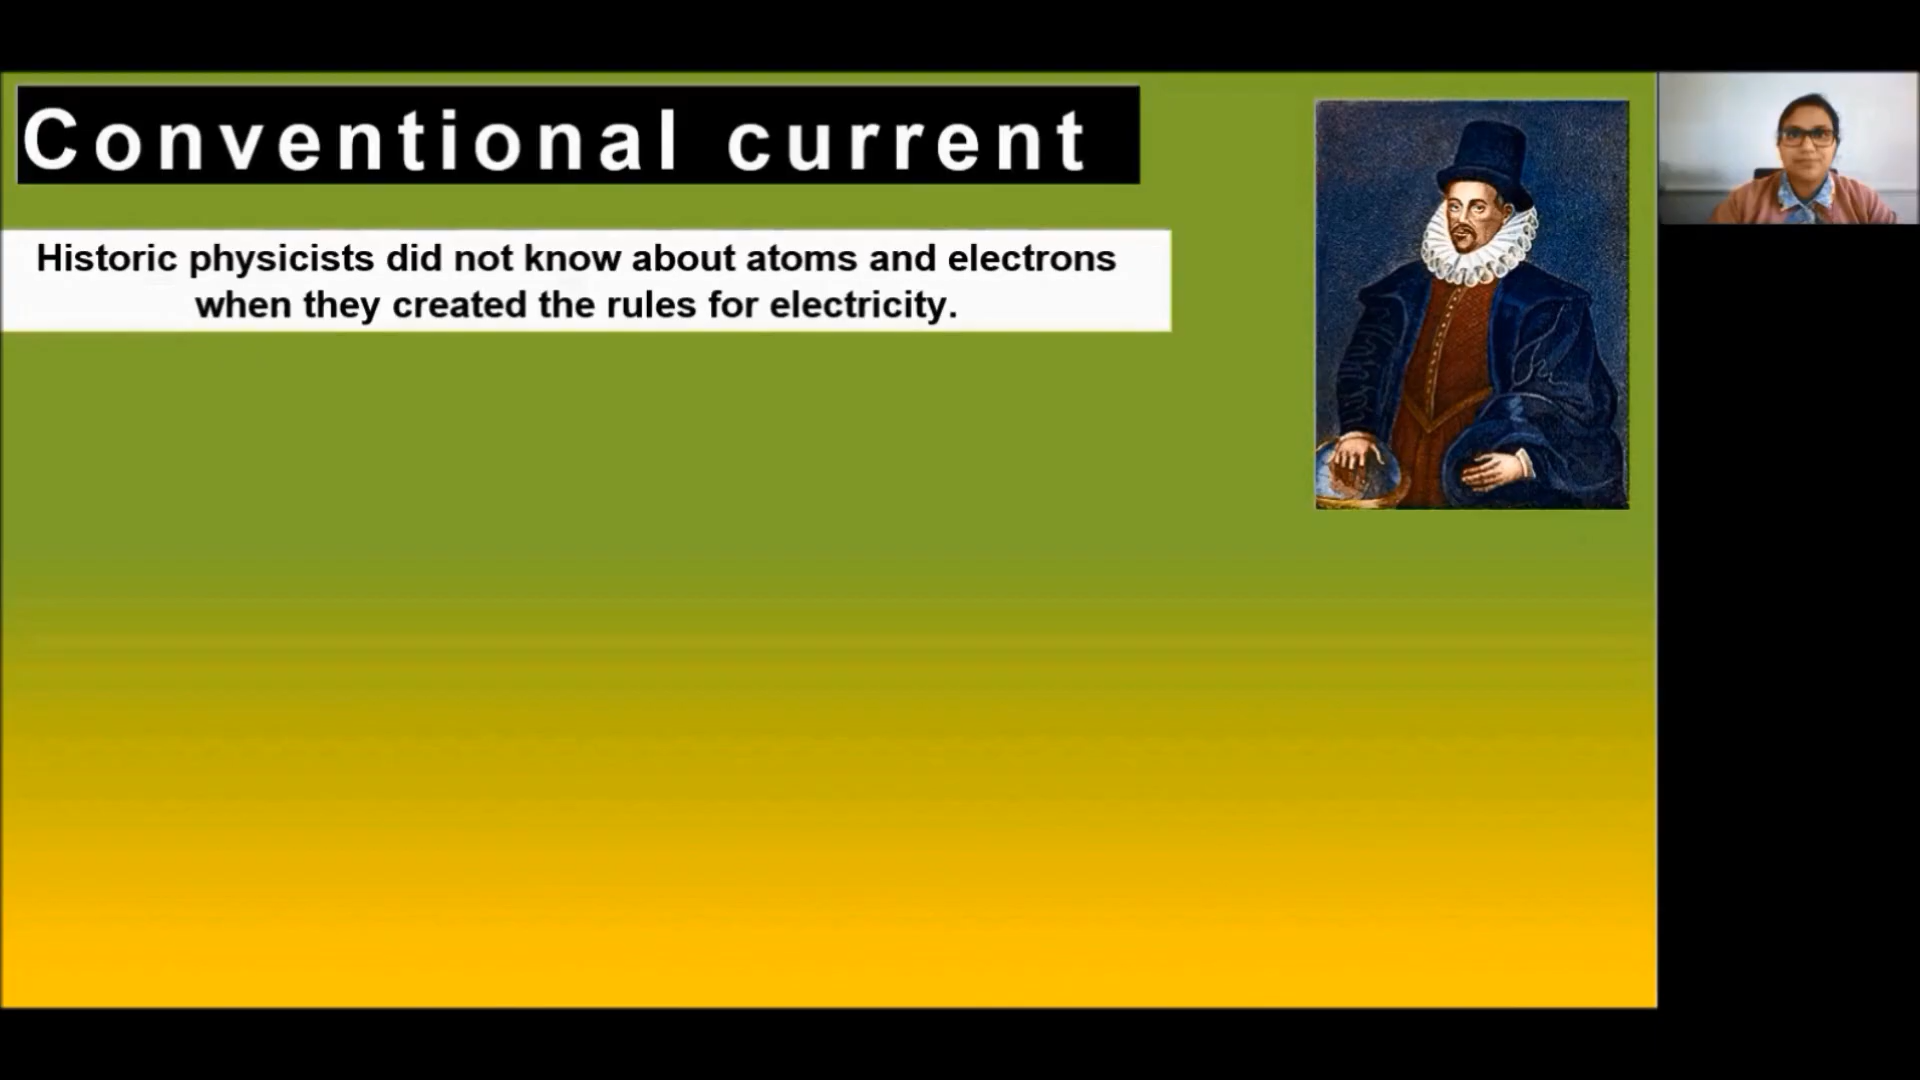 Conventional current
Historic physicists did not know about atoms and electrons
when they created the rules for electricity.